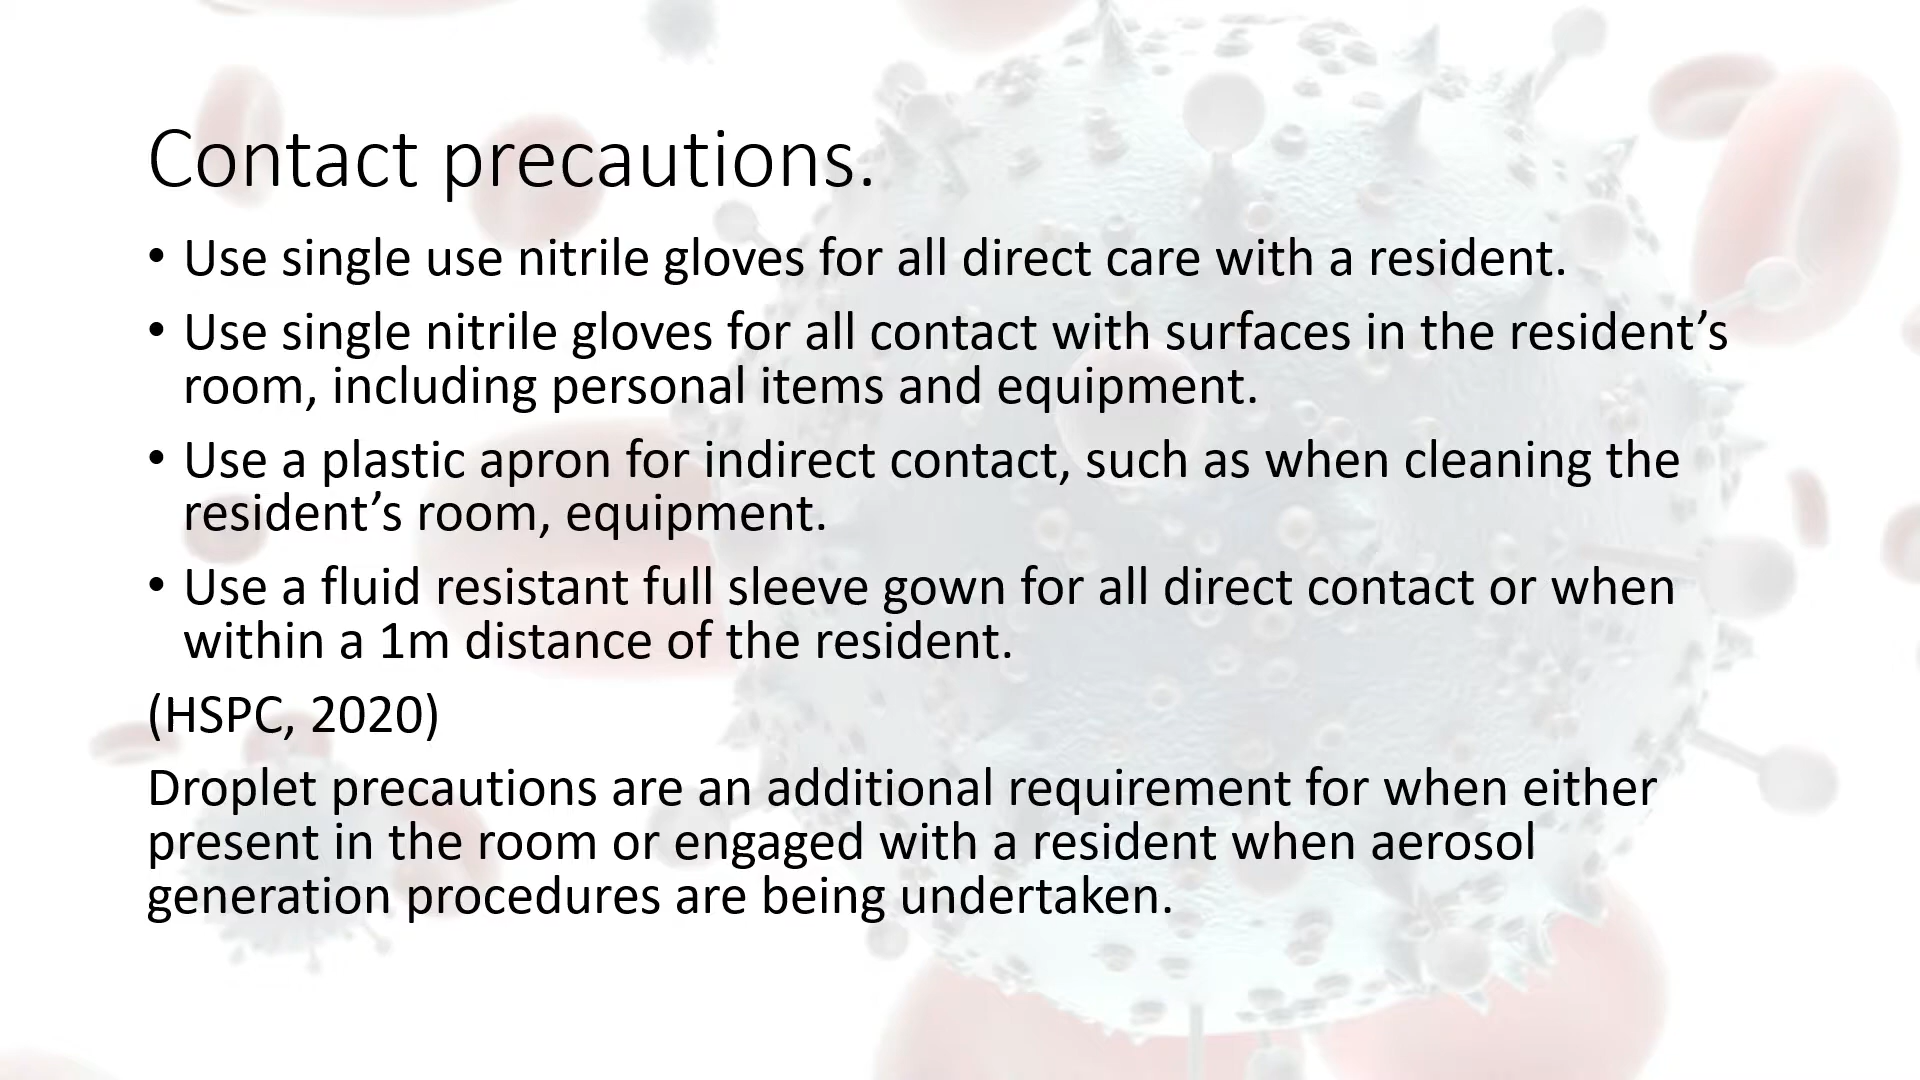 Contact precautions.
• Use single use nitrile gloves for all direct care with a resident.
• Use single nitrile gloves for all contact with surfaces in the resident’s
room, including personal items and equipment.
• Use a plastic apron for indirect contact, such as when cleaning the
resident’s room, equipment.
• Use a fluid resistant full sleeve gown for all direct contact or when
within a 1m distance of the resident.
(HSPC, 2020)
Droplet precautions are an additional requirement for when either
present in the room or engaged with a resident when aerosol
generation procedures are being undertaken.